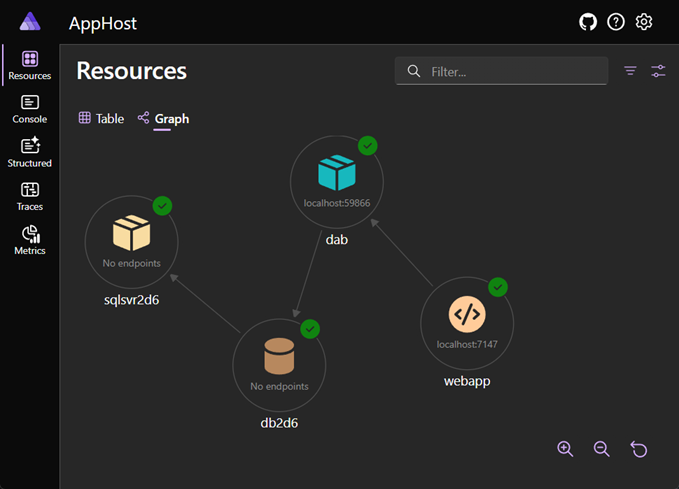 AppHost
Resources
Console
Structured
Traces
Metrics
Resources
Filter...
Table
Graph
localhost:59866
dab
No endpoints
sqlsvr2d6
localhost:7147
webapp
No endpoints
db2d6